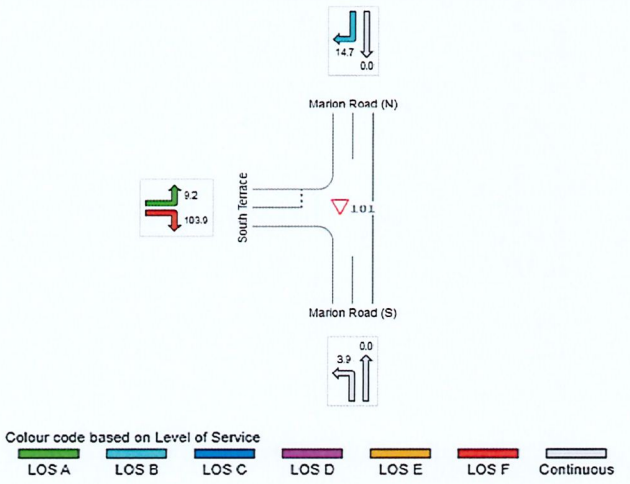 14.7
0.0
Marion Road (N)
South Terrace
9.2
103.9
101
Marion Road (S)
0.0
3.9
Colour code based on Level of Service
LOS A LOS B LOS C LOS D LOS E LOS F Continuous